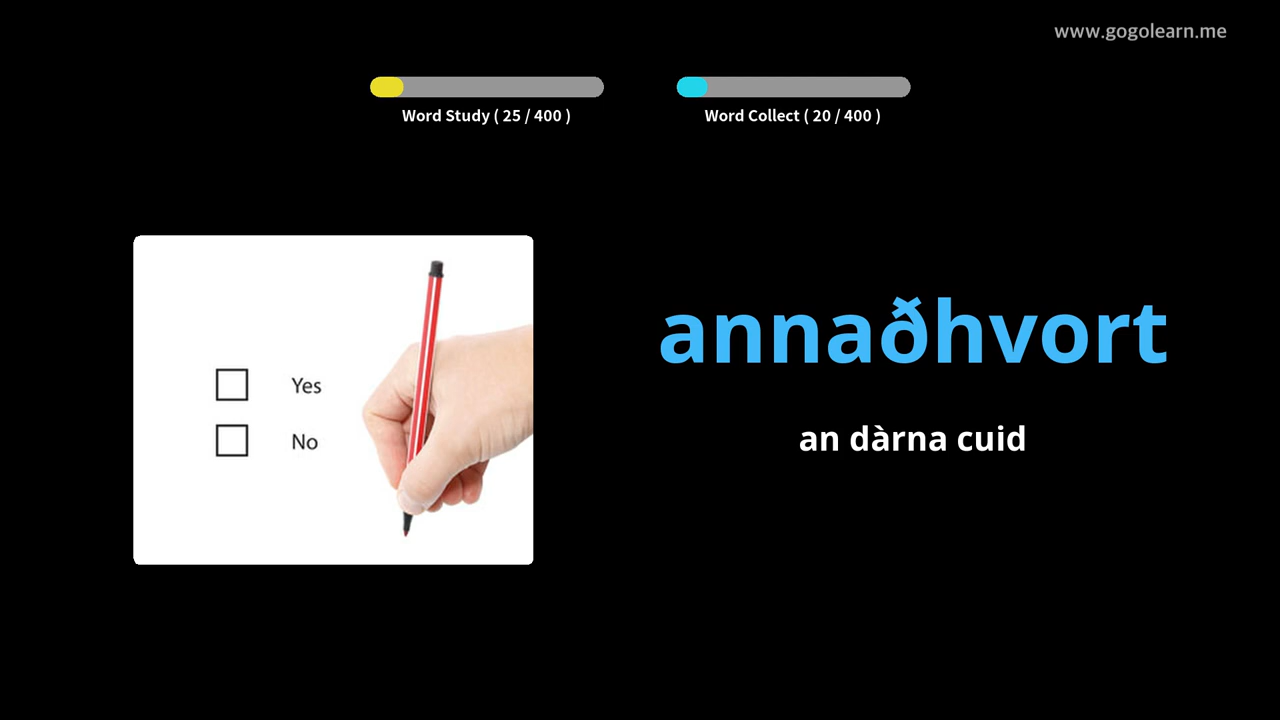 www.gogolearn.me
Word Study ( 25 / 400 )
Word Collect ( 20 / 400 )
Yes
No
annaðhvort
an dàrna cuid